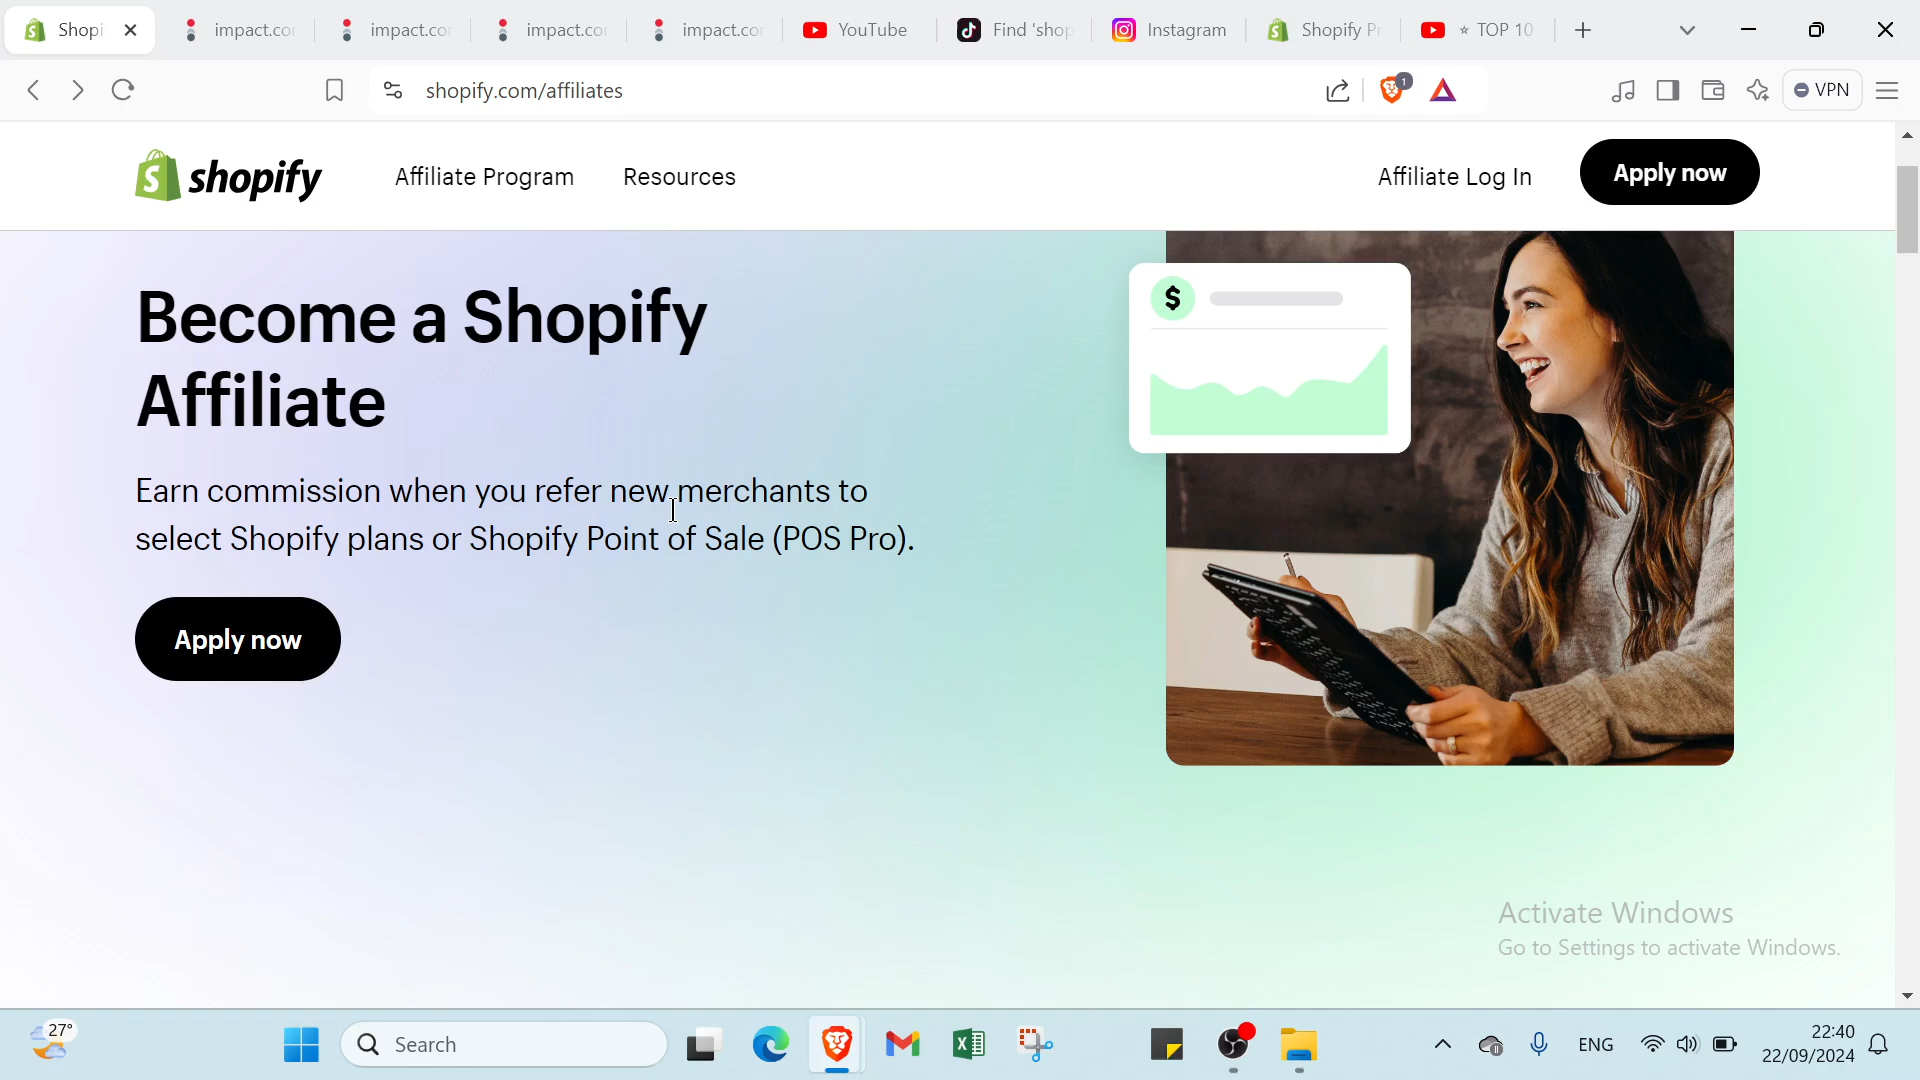 Shopi
impact.co
impact.co
impact.co
impact.co
YouTube
Find 'shop
Instagram
Shopify Pr
⭐ TOP 10
shopify.com/affiliates
1
VPN
shopify
Affiliate Program
Resources
Affiliate Log In
Apply now
Become a Shopify
Affiliate
$
Earn commission when you refer new merchants to
select Shopify plans or Shopify Point of Sale (POS Pro).
Apply now
Activate Windows
Go to Settings to activate Windows.
27°
Search
ENG
22:40
22/09/2024